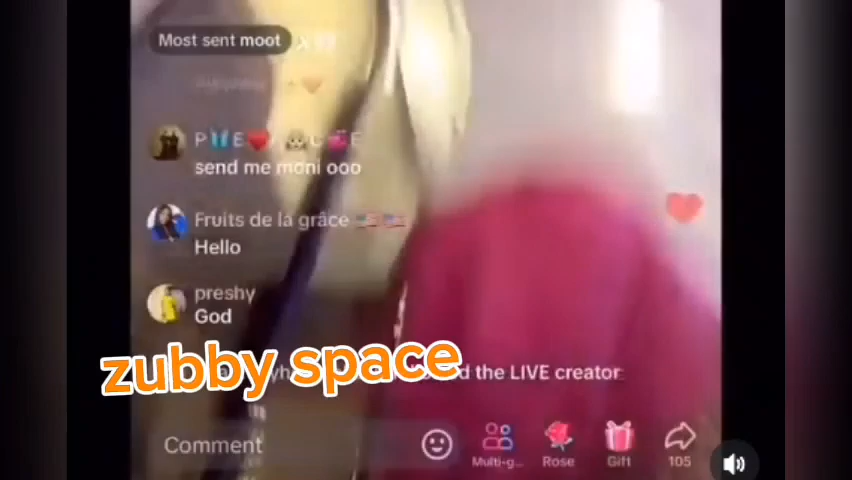 Most sent moot
send me moni ooo
Fruits de la grâce 🇺🇸🇺🇸
Hello
preshy
God
zubby space
the LIVE creator
Comment
Multi-g...
Rose
Gift
105